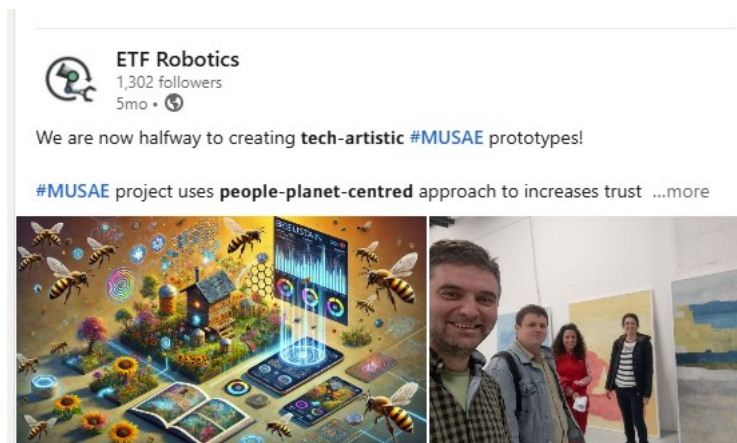 ETF Robotics
1,302 followers
5mo •
We are now halfway to creating tech-artistic #MUSAE prototypes!
#MUSAE project uses people-planet-centred approach to increases trust ...more
BEEUSTAIN